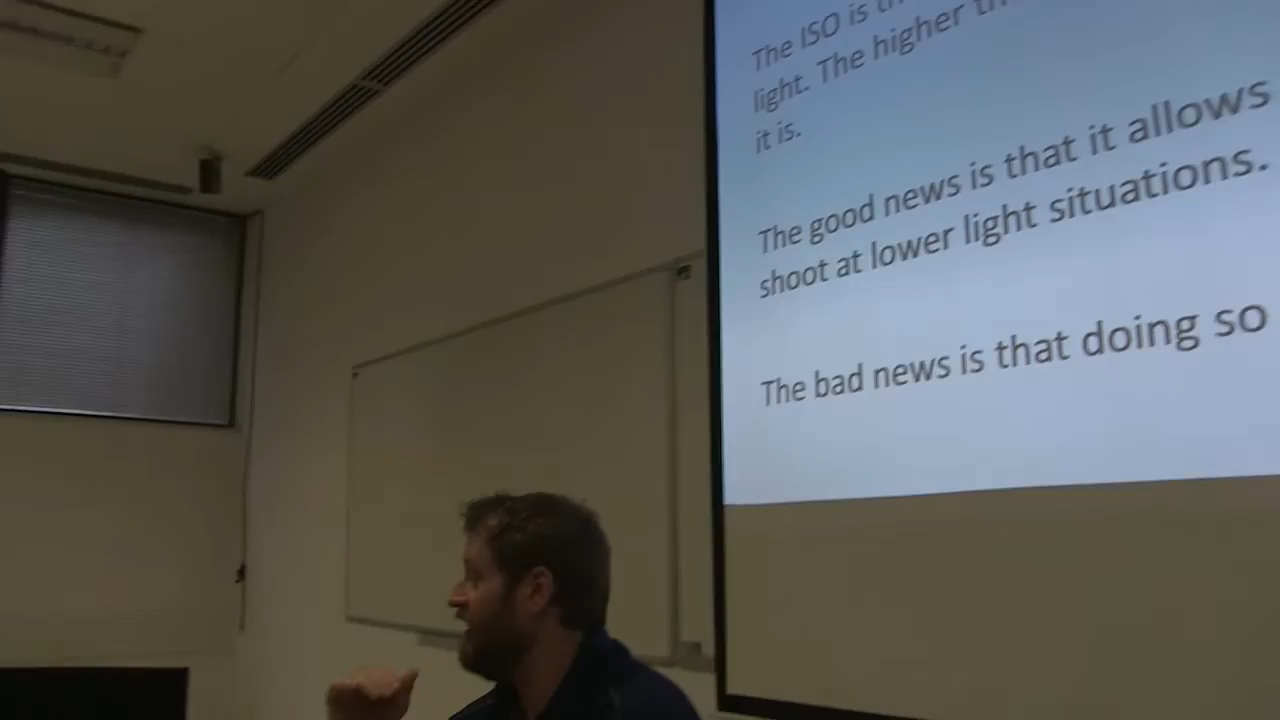 The ISO is
light. The higher
it is.
The good news is that it allows
shoot at lower light situations.
The bad news is that doing so